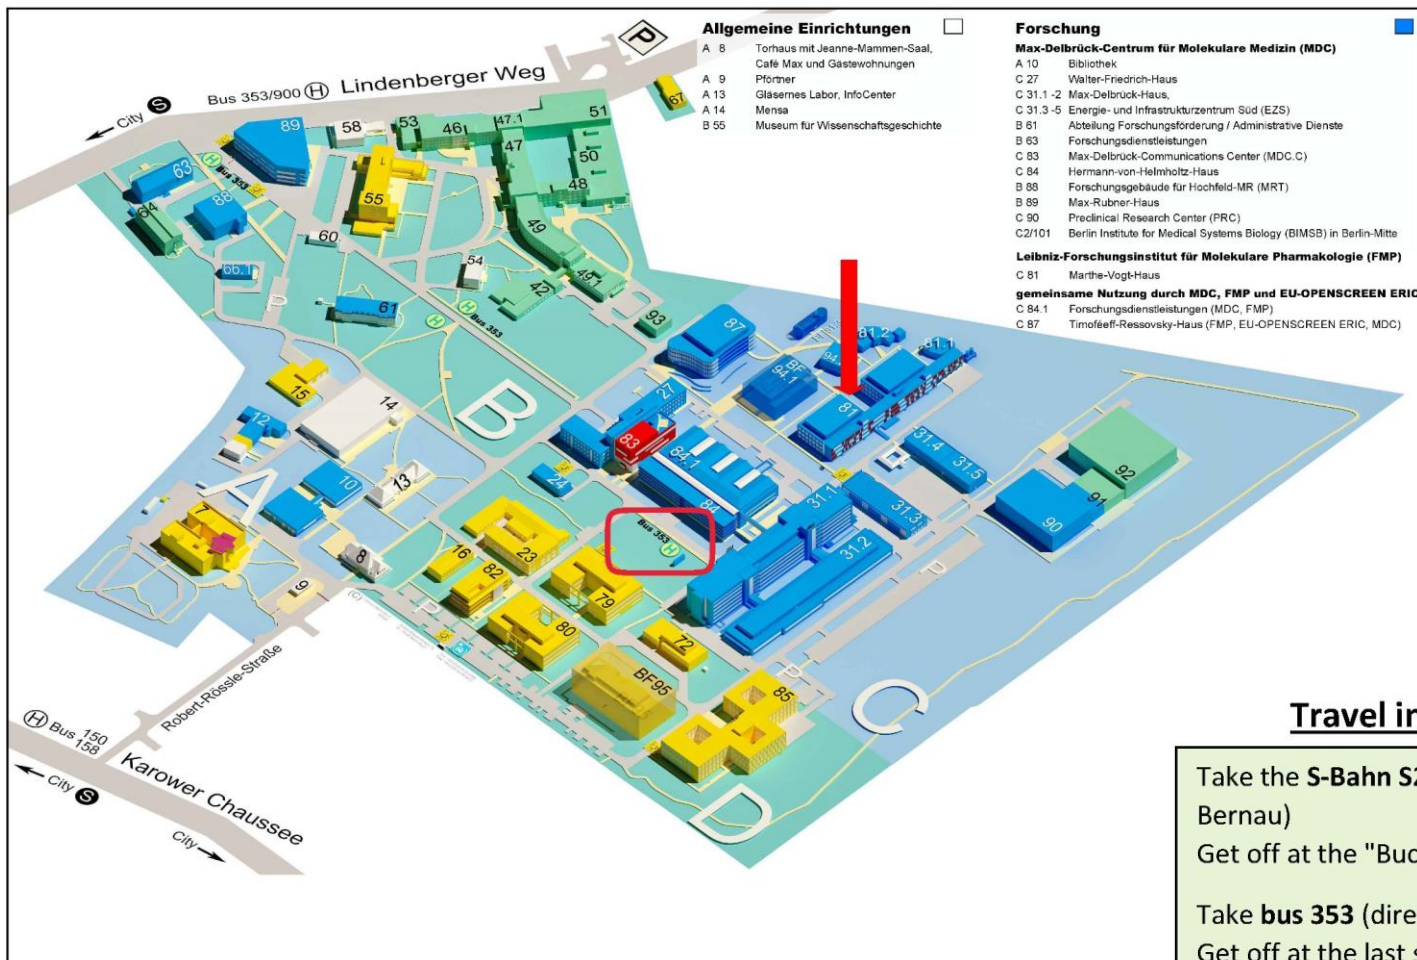 Allgemeine Einrichtungen
A 8 Torhaus mit Jeanne-Mammen-Saal,
Café Max und Gästewohnungen
A 9 Pförtner
A 13 Gläsernes Labor, InfoCenter
A 14 Mensa
B 55 Museum für Wissenschaftsgeschichte
Forschung
Max-Delbrück-Centrum für Molekulare Medizin (MDC)
A 10 Bibliothek
C 27 Walter-Friedrich-Haus
C 31.1 -2 Max-Delbrück-Haus,
C 31.3 -5 Energie- und Infrastrukturzentrum Süd (EZS)
B 61 Abteilung Forschungsförderung / Administrative Dienste
B 63 Forschungsdienstleistungen
C 83 Max-Delbrück-Communications Center (MDC.C)
C 84 Hermann-von-Helmholtz-Haus
B 88 Forschungsgebäude für Hochfeld-MR (MRT)
B 89 Max-Rubner-Haus
C 90 Preclinical Research Center (PRC)
C2/101 Berlin Institute for Medical Systems Biology (BIMSB) in Berlin-Mitte
Leibniz-Forschungsinstitut für Molekulare Pharmakologie (FMP)
C 81 Marthe-Vogt-Haus
gemeinsame Nutzung durch MDC, FMP und EU-OPENSCREEN ERIC
C 84.1 Forschungsdienstleistungen (MDC, FMP)
C 87 Timoféeff-Ressovsky-Haus (FMP, EU-OPENSCREEN ERIC, MDC)
P
Bus 353/900 H Lindenberger Weg
City S
67
89
58
53
46
47.1
51
47
50
48
63
H
Bus 353
L
55
88
64
49
60
54
49.1
42
66.1
P
61
H
Bus 353
H
93
87
81.2
81.1
BF
94.1
81
15
14
B
27
12
83
84.1
31.4
31.5
92
91
90
A
10
13
24
84
31.1
31.3
31.2
7
Bus 353
H
8
16
23
82
79
9
(C)
P
80
72
P
P
BF95
85
C
D
Robert-Rössle-Straße
H Bus 150
158
City S
Karower Chaussee
City
Travel in
Take the S-Bahn S2
Bernau)
Get off at the "Buc
Take bus 353 (dire
Get off at the last s